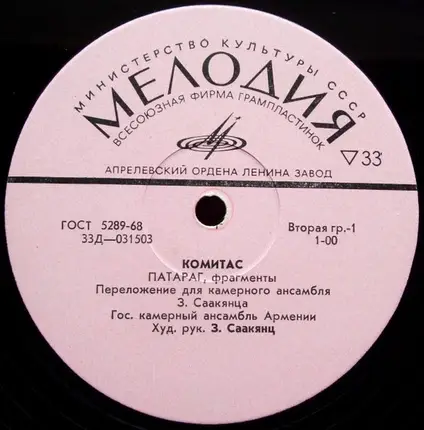 МИНИСТЕРСТВО КУЛЬТУРЫ СССР
МЕЛОДИЯ
ВСЕСОЮЗНАЯ ФИРМА ГРАМПЛАСТИНОК
▽33
АПРЕЛЕВСКИЙ ОРДЕНА ЛЕНИНА ЗАВОД
ГОСТ 5289-68
33Д—031503
Вторая гр.-1
1-00
КОМИТАС
ПАТАРАГ, фрагменты
Переложение для камерного ансамбля
З. Саакянца
Гос. камерный ансамбль Армении
Худ. рук. З. Саакянц